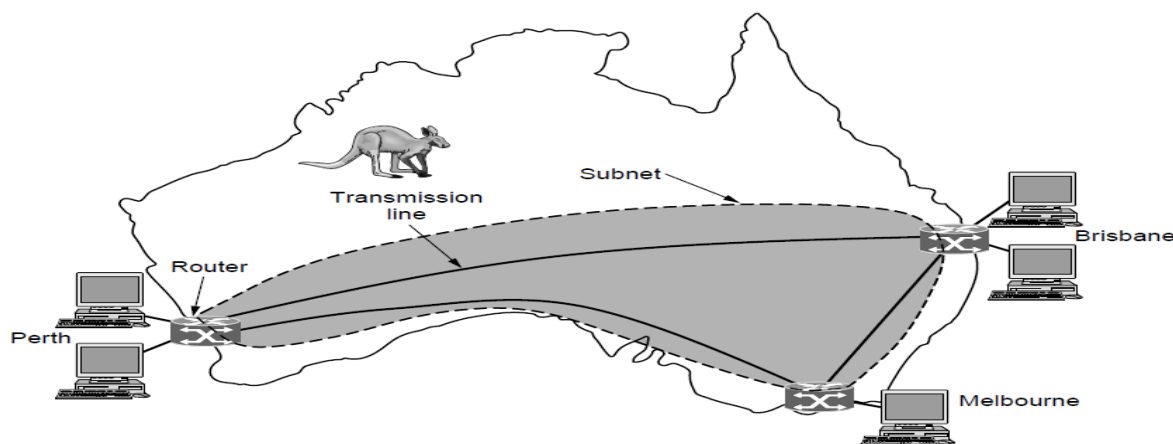 Subnet
Transmission
line
Brisbane
Router
Perth
Melbourne